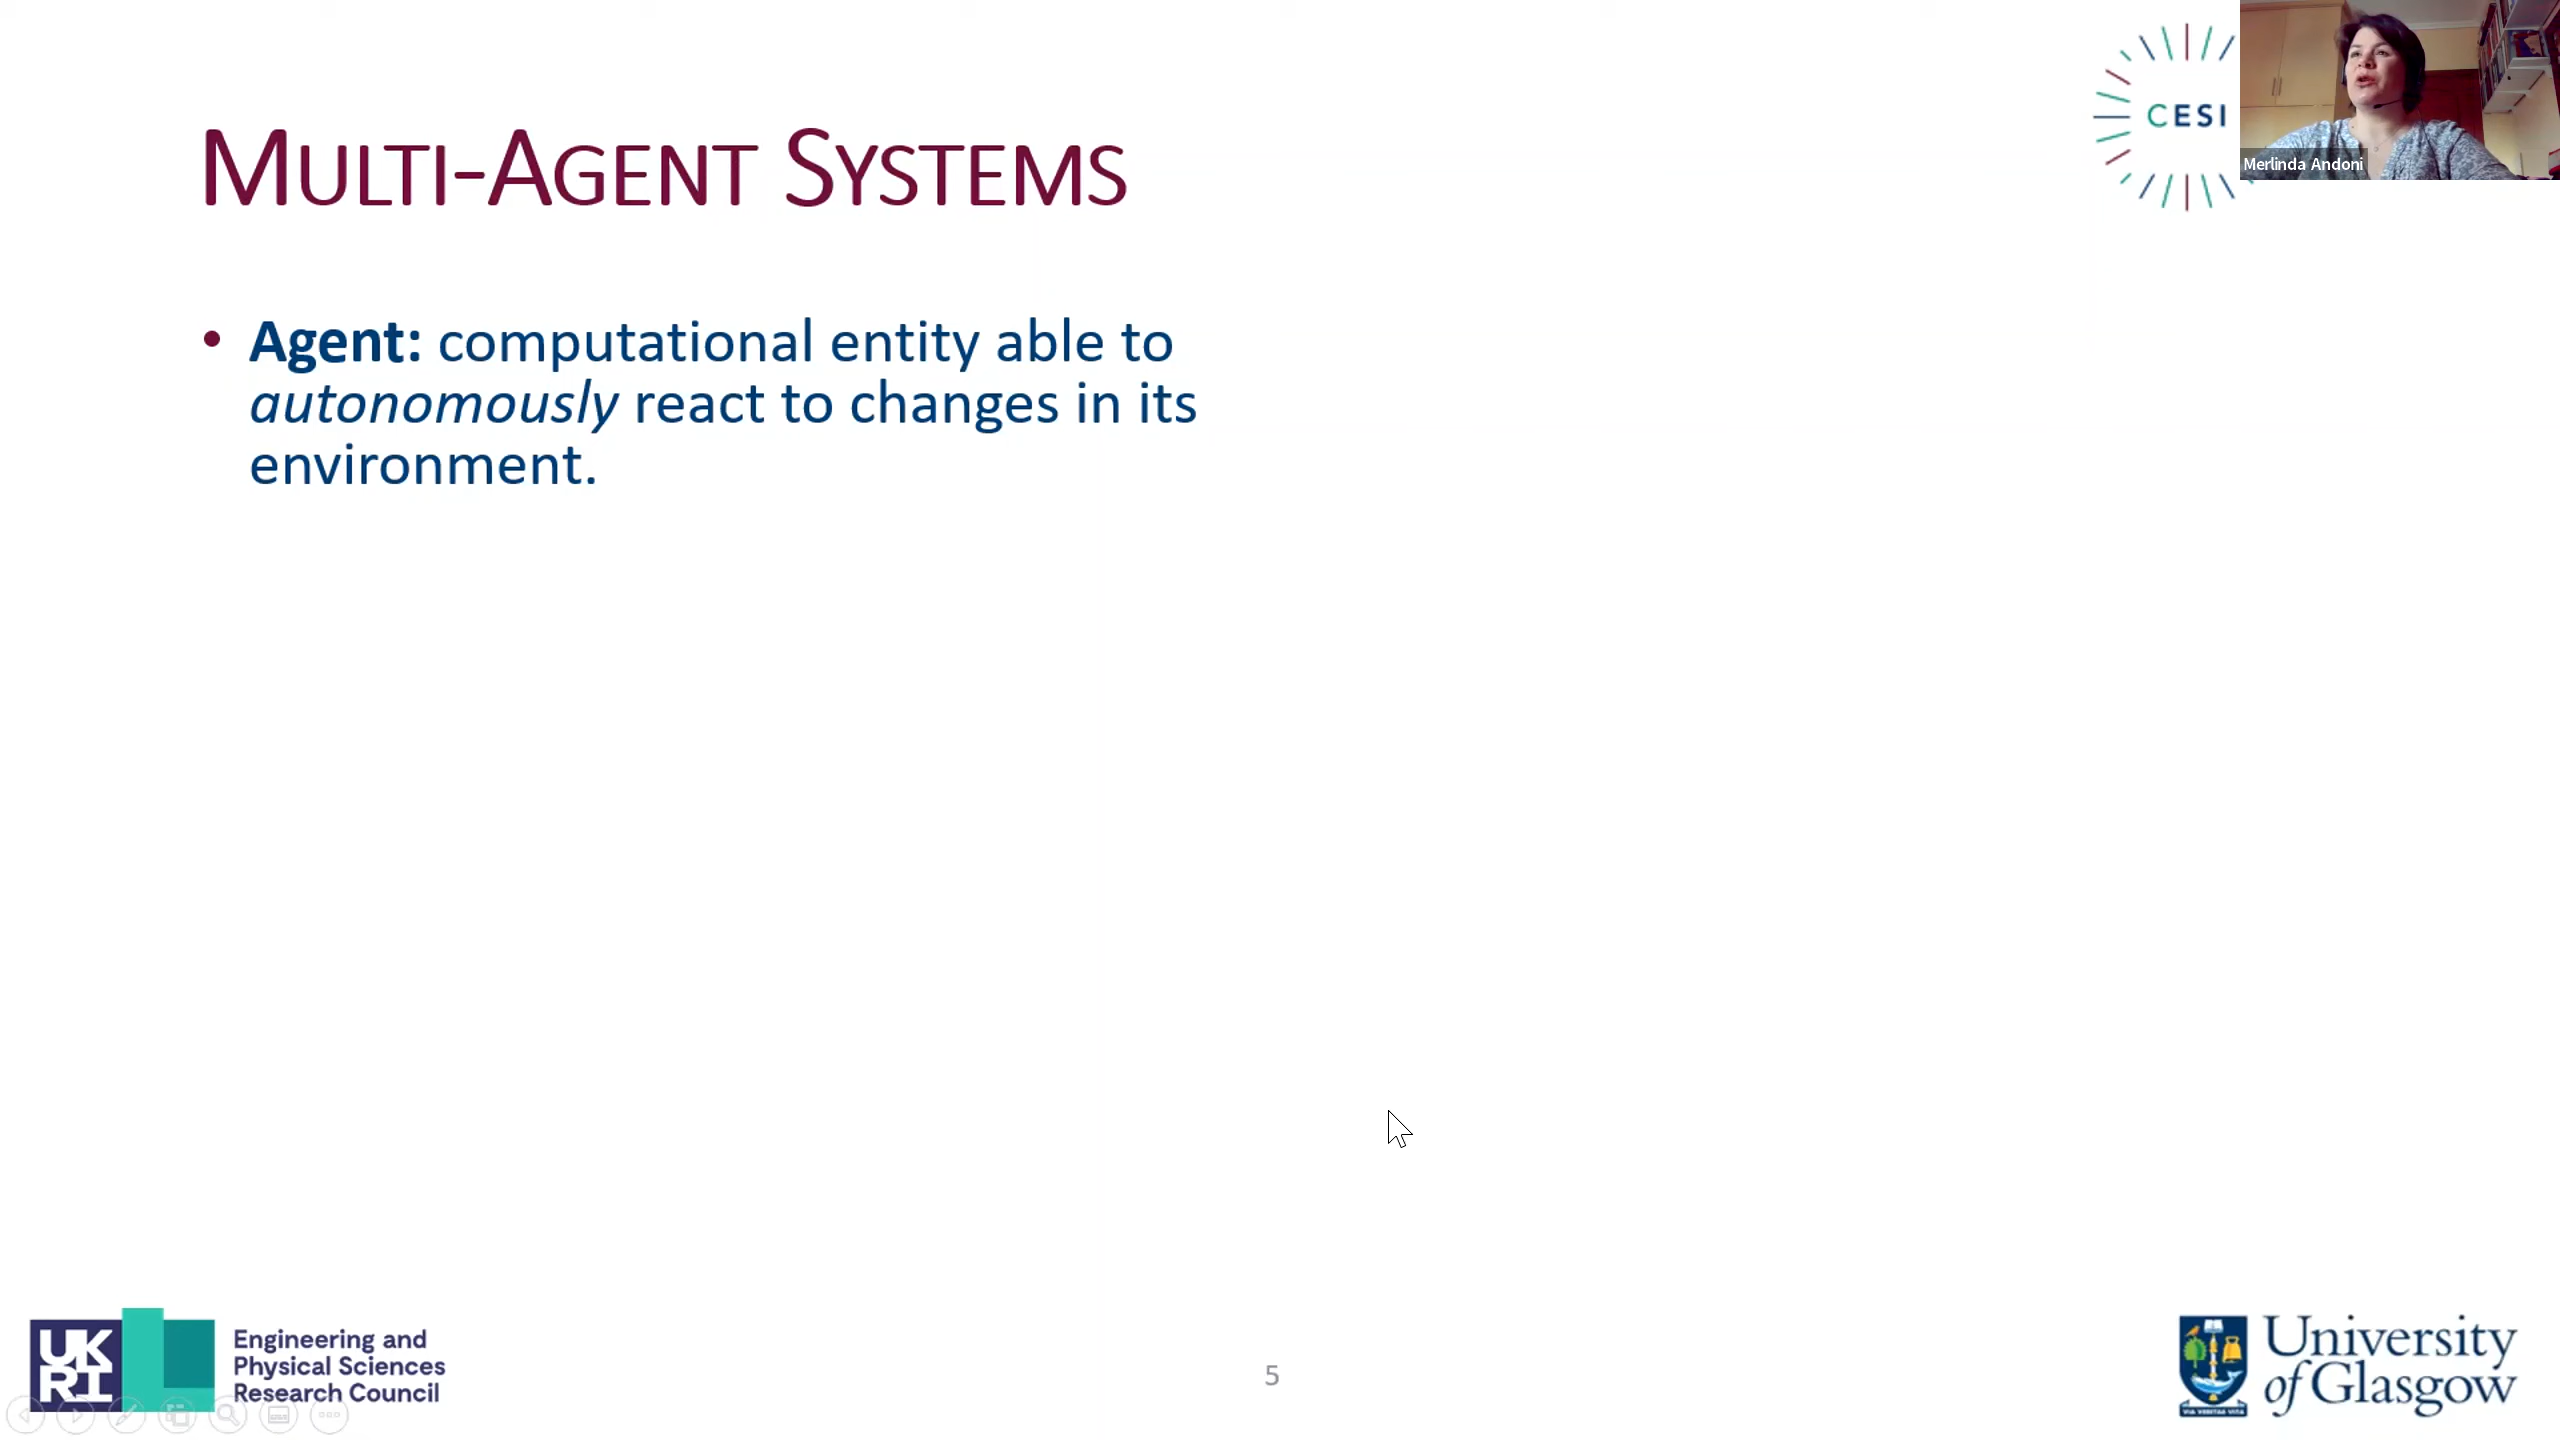 MULTI-AGENT SYSTEMS
CESI
Merlinda Andoni
• Agent: computational entity able to
autonomously react to changes in its
environment.
UK
RI
Engineering and
Physical Sciences
Research Council
5
University
of Glasgow